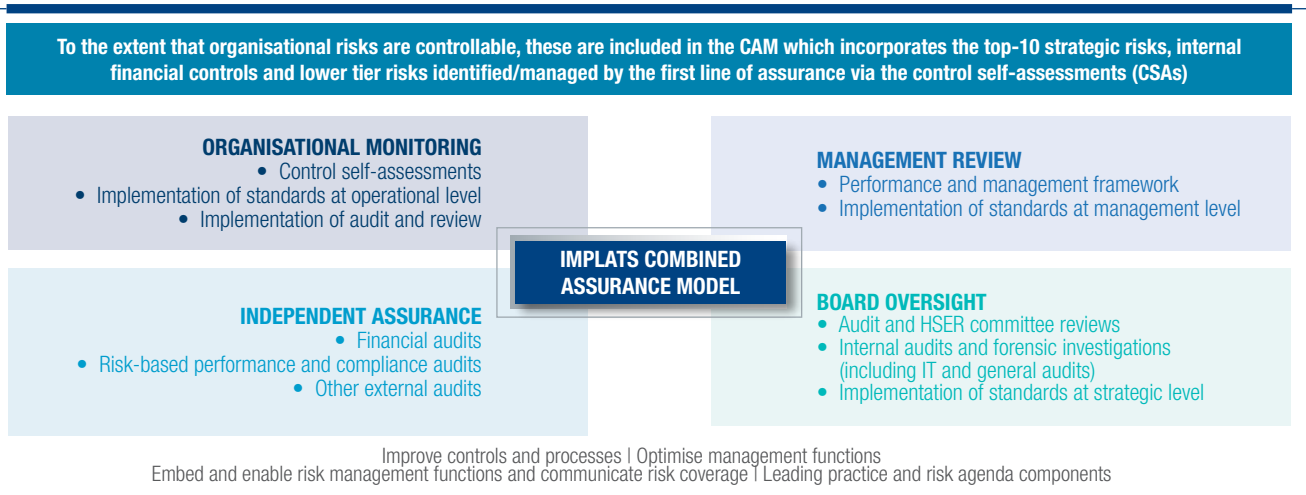 To the extent that organisational risks are controllable, these are included in the CAM which incorporates the top-10 strategic risks, internal
financial controls and lower tier risks identified/managed by the first line of assurance via the control self-assessments (CSAs)
ORGANISATIONAL MONITORING
• Control self-assessments
• Implementation of standards at operational level
• Implementation of audit and review
MANAGEMENT REVIEW
• Performance and management framework
• Implementation of standards at management level
IMPLATS COMBINED
ASSURANCE MODEL
INDEPENDENT ASSURANCE
• Financial audits
• Risk-based performance and compliance audits
• Other external audits
BOARD OVERSIGHT
• Audit and HSER committee reviews
• Internal audits and forensic investigations
(including IT and general audits)
• Implementation of standards at strategic level
Improve controls and processes | Optimise management functions
Embed and enable risk management functions and communicate risk coverage | Leading practice and risk agenda components